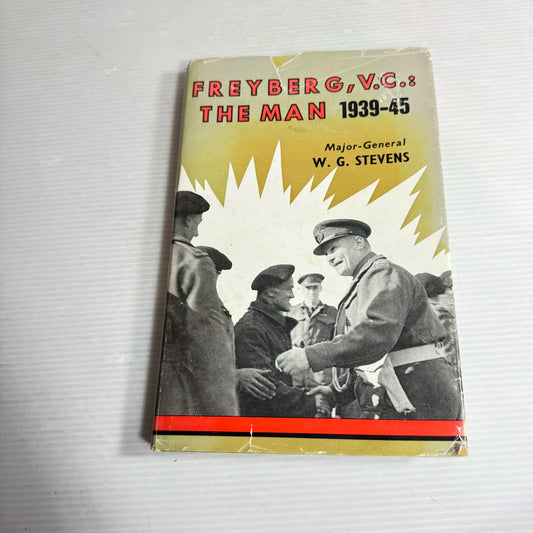 FREYBERG, V.C.:
THE MAN 1939-45
Major-General
W. G. STEVENS